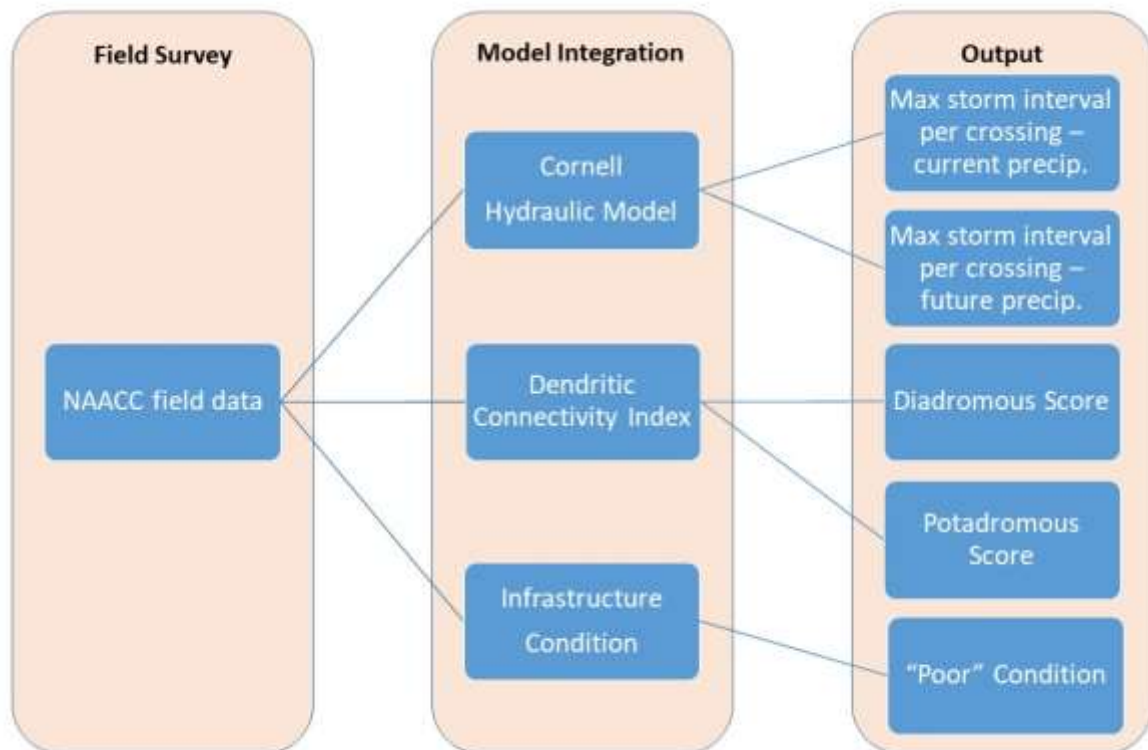 Field Survey
NAACC field data
Model Integration
Cornell
Hydraulic Model
Dendritic
Connectivity Index
Infrastructure
Condition
Output
Max storm interval
per crossing –
current precip.
Max storm interval
per crossing –
future precip.
Diadromous Score
Potadromous
Score
“Poor” Condition